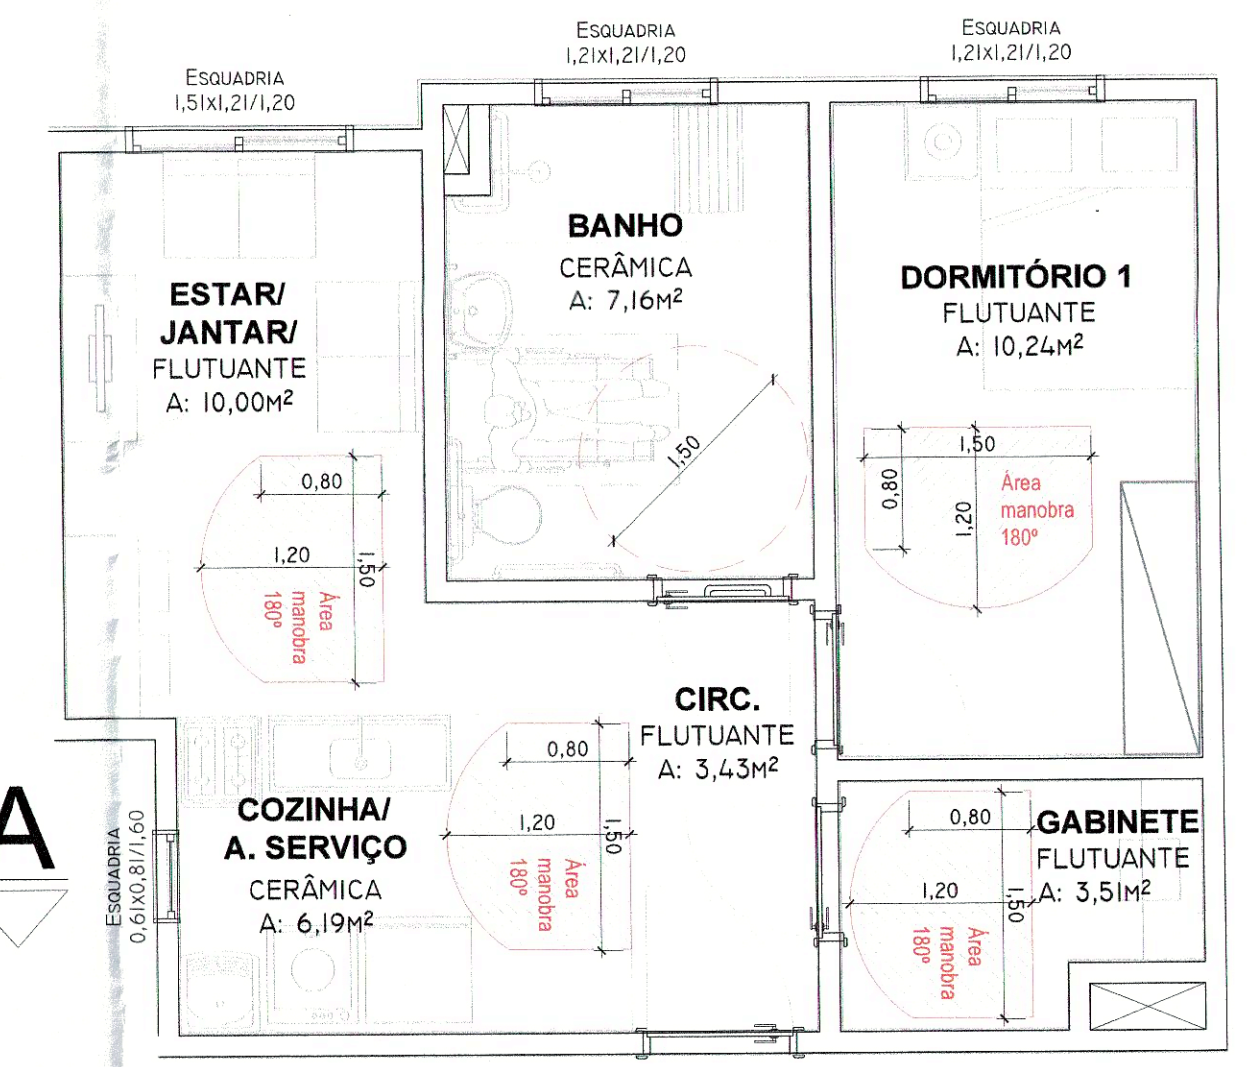 ESQUADRIA
1,51x1,21/1,20
ESQUADRIA
1,21x1,21/1,20
ESQUADRIA
1,21x1,21/1,20
BANHO
CERÂMICA
A: 7,16M²
DORMITÓRIO 1
FLUTUANTE
A: 10,24M²
ESTAR/
JANTAR/
FLUTUANTE
A: 10,00M²
1,50
1,50
0,80
1,20
Área
manobra
180º
0,80
1,20
1,50
Área
manobra
180º
CIRC.
FLUTUANTE
A: 3,43M²
0,80
1,20
1,50
Área
manobra
180º
COZINHA/
A. SERVIÇO
CERÂMICA
A: 6,19M²
GABINETE
FLUTUANTE
A: 3,51M²
0,80
1,20
1,50
Área
manobra
180º
A
ESQUADRIA
0,61x0,81/1,60